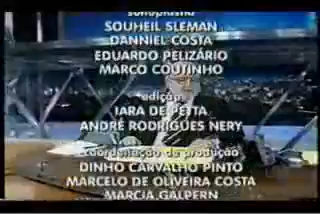 sonoplastia
SOUHEIL SLEMAN
DANNIEL COSTA
EDUARDO PELIZÁRIO
MARCO COUTINHO
edição
IARA DE PETTA
ANDRÉ RODRIGUES NERY
coordenação de produção
DINHO CARVALHO PINTO
MARCELO DE OLIVEIRA COSTA
MARCIA GALPERN